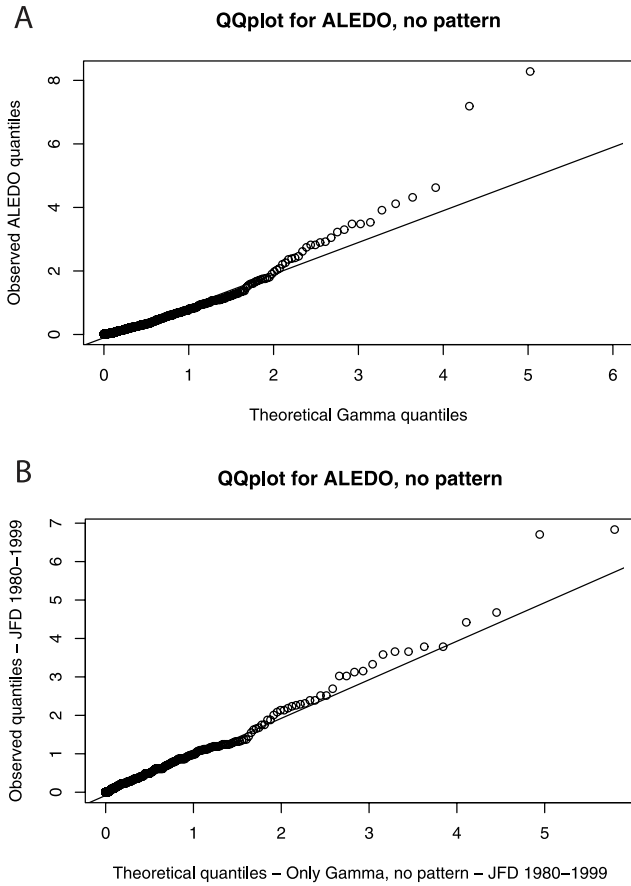 A
QQplot for ALEDO, no pattern
Observed ALEDO quantiles
8
6
4
2
0
0 1 2 3 4 5 6
Theoretical Gamma quantiles
B
QQplot for ALEDO, no pattern
Observed quantiles – JFD 1980–1999
7
6
5
4
3
2
1
0
0 1 2 3 4 5
Theoretical quantiles – Only Gamma, no pattern – JFD 1980–1999